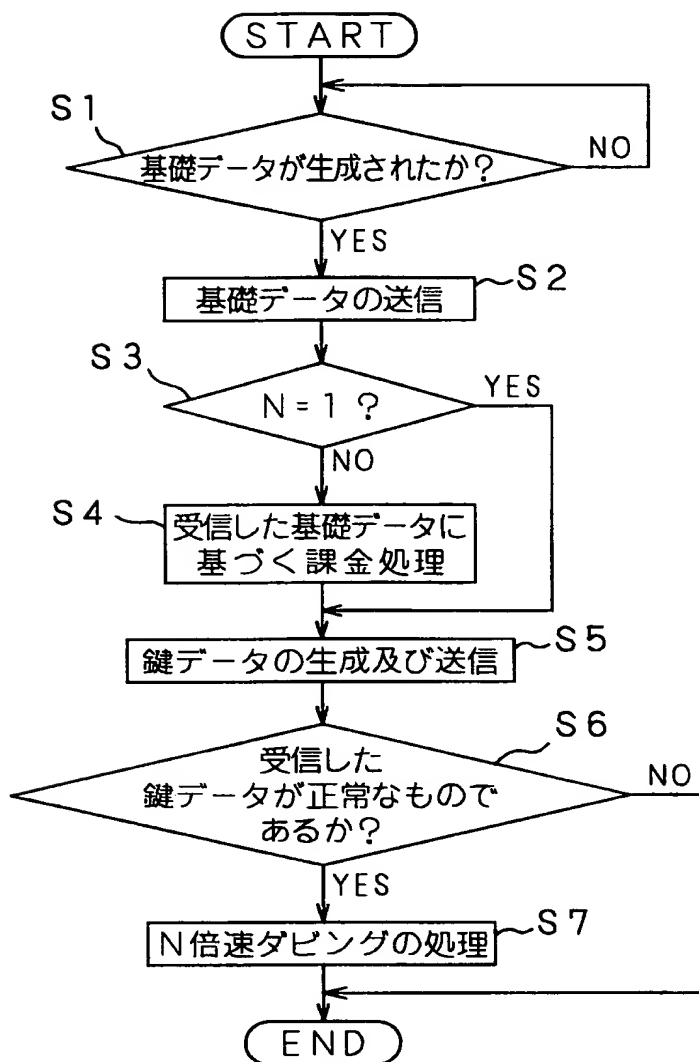 START
S1
基礎データが生成されたか?
NO
YES
基礎データの送信
S2
S3
N=1?
YES
NO
S4
受信した基礎データに
基づく課金処理
鍵データの生成及び送信
S5
S6
受信した
鍵データが正常なもので
あるか?
NO
YES
N倍速ダビングの処理
S7
END